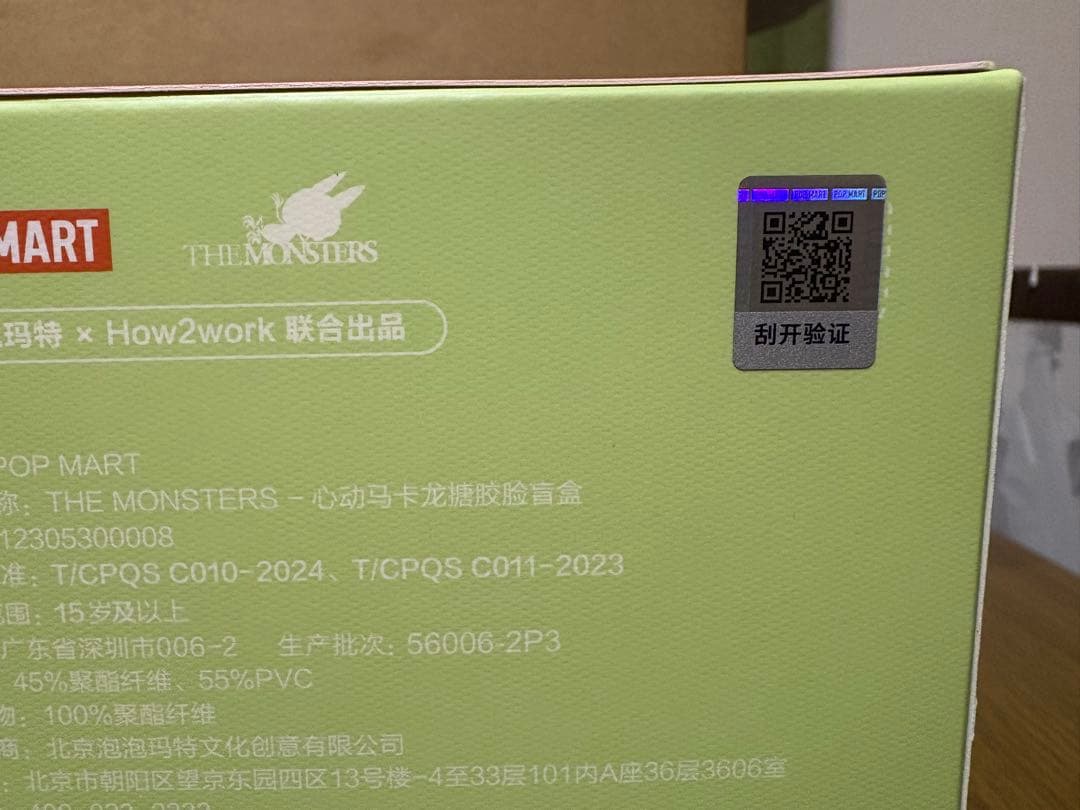 MART
THE MONSTERS
POP MART POP MART POP
刮开验证
玛特 × How2work 联合出品
POP MART
称：THE MONSTERS – 心动马卡龙搪胶脸盲盒
12305300008
准：T/CPQS C010-2024、T/CPQS C011-2023
范围：15岁及以上
广东省深圳市006-2 生产批次：56006-2P3
45%聚酯纤维、55%PVC
物：100%聚酯纤维
商：北京泡泡玛特文化创意有限公司
：北京市朝阳区望京东园四区13号楼-4至33层101内A座36层3606室